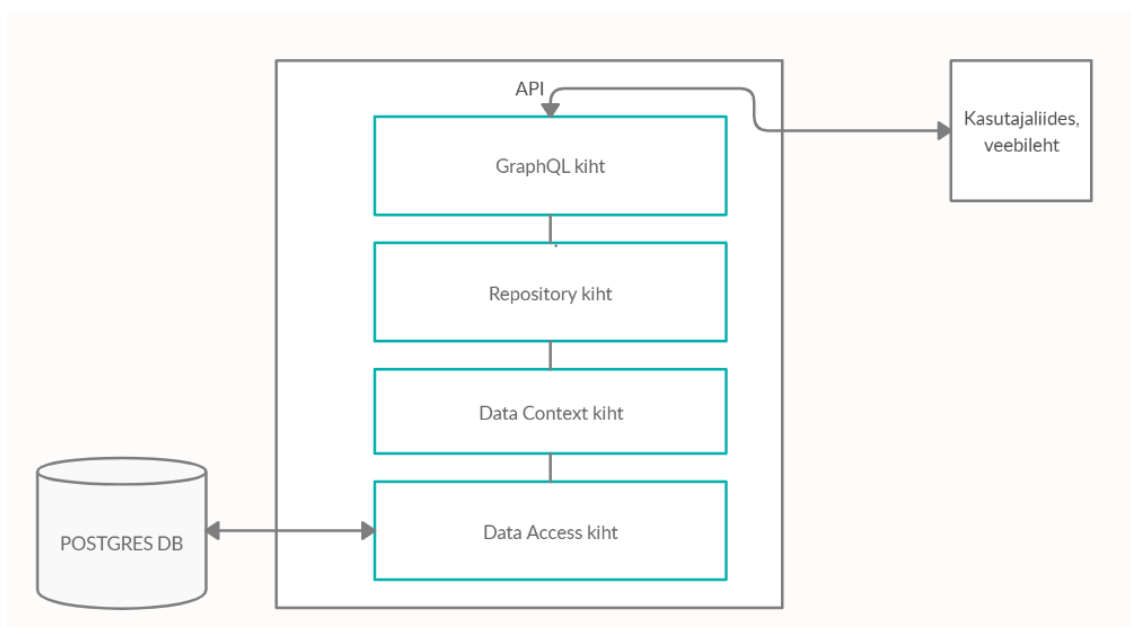 API
GraphQL kiht
Repository kiht
Data Context kiht
Data Access kiht
POSTGRES DB
Kasutajaliides,
veebileht